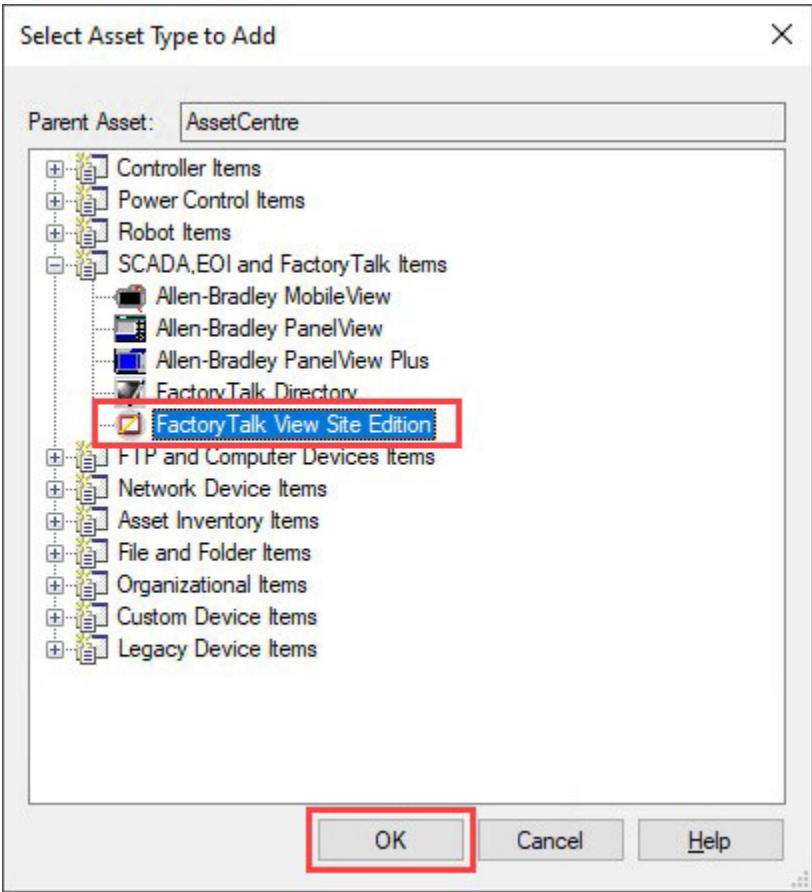 Select Asset Type to Add
Parent Asset: AssetCentre
Controller Items
Power Control Items
Robot Items
SCADA,EOI and FactoryTalk Items
Allen-Bradley MobileView
Allen-Bradley PanelView
Allen-Bradley PanelView Plus
FactoryTalk Directory
FactoryTalk View Site Edition
FTP and Computer Devices Items
Network Device Items
Asset Inventory Items
File and Folder Items
Organizational Items
Custom Device Items
Legacy Device Items
OK Cancel Help